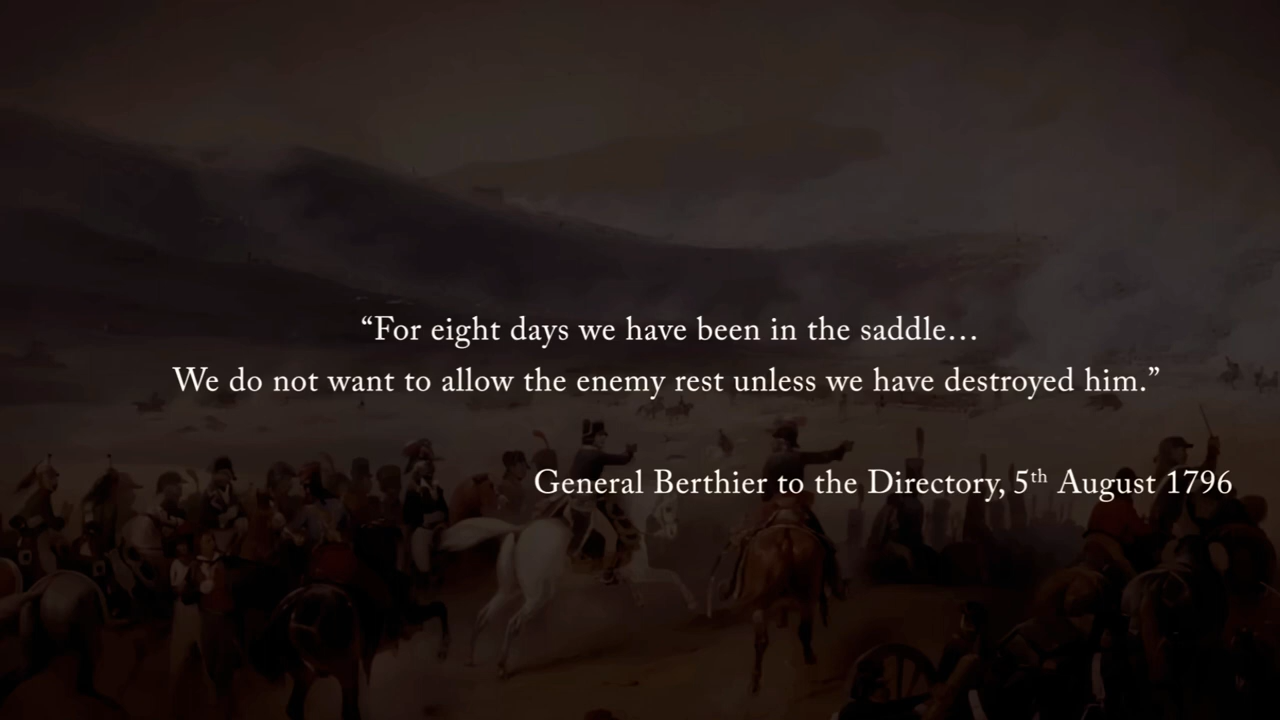 “For eight days we have been in the saddle…
We do not want to allow the enemy rest unless we have destroyed him.”
General Berthier to the Directory, 5th August 1796